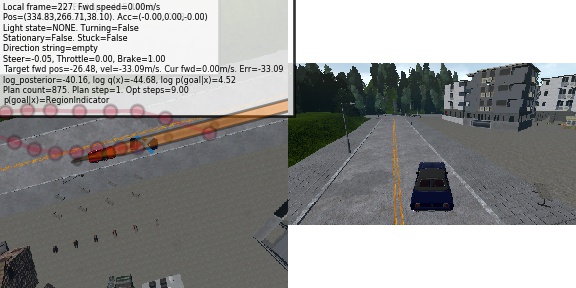 Local frame=227. Fwd speed=0.00m/s
Pos=(334.83,266.71,38.10). Acc=(-0.00,0.00,-0.00)
Light state=NONE. Turning=False
Stationary=False. Stuck=False
Direction string=empty
Steer=-0.05, Throttle=0.00, Brake=1.00
Target fwd pos=-26.48, vel=-33.09m/s. Cur fwd=0.00m/s. Err=-33.09
log_posterior=-40.16, log q(x)=-44.68, log p(goal|x)=4.52
Plan count=875. Plan step=1. Opt steps=9.00
p(goal|x)=RegionIndicator